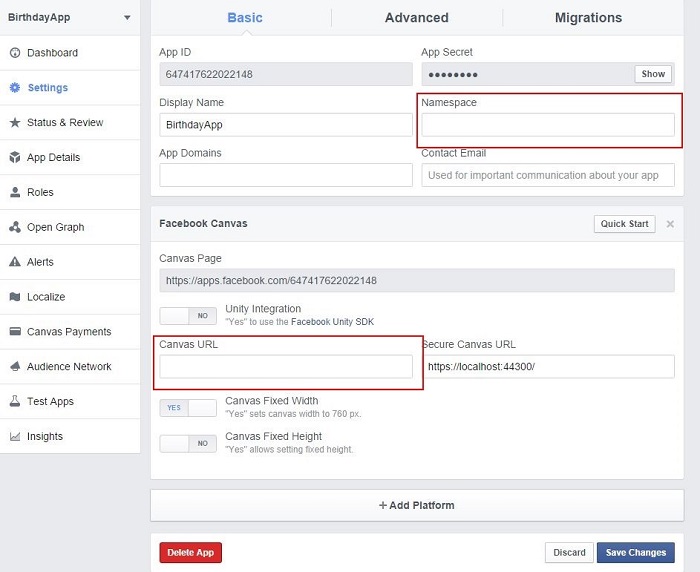 BirthdayApp
Dashboard
Settings
Status & Review
App Details
Roles
Open Graph
Alerts
Localize
Canvas Payments
Audience Network
Test Apps
Insights
Basic Advanced Migrations
App ID App Secret
647417622022148 ●●●●●●●● Show
Display Name Namespace
BirthdayApp
App Domains Contact Email
Used for important communication about your app
Facebook Canvas Quick Start
Canvas Page
https://apps.facebook.com/647417622022148
NO Unity Integration
"Yes" to use the Facebook Unity SDK
Canvas URL Secure Canvas URL
https://localhost:44300/
YES Canvas Fixed Width
"Yes" sets canvas width to 760 px.
NO Canvas Fixed Height
"Yes" allows setting fixed height.
+ Add Platform
Delete App Discard Save Changes